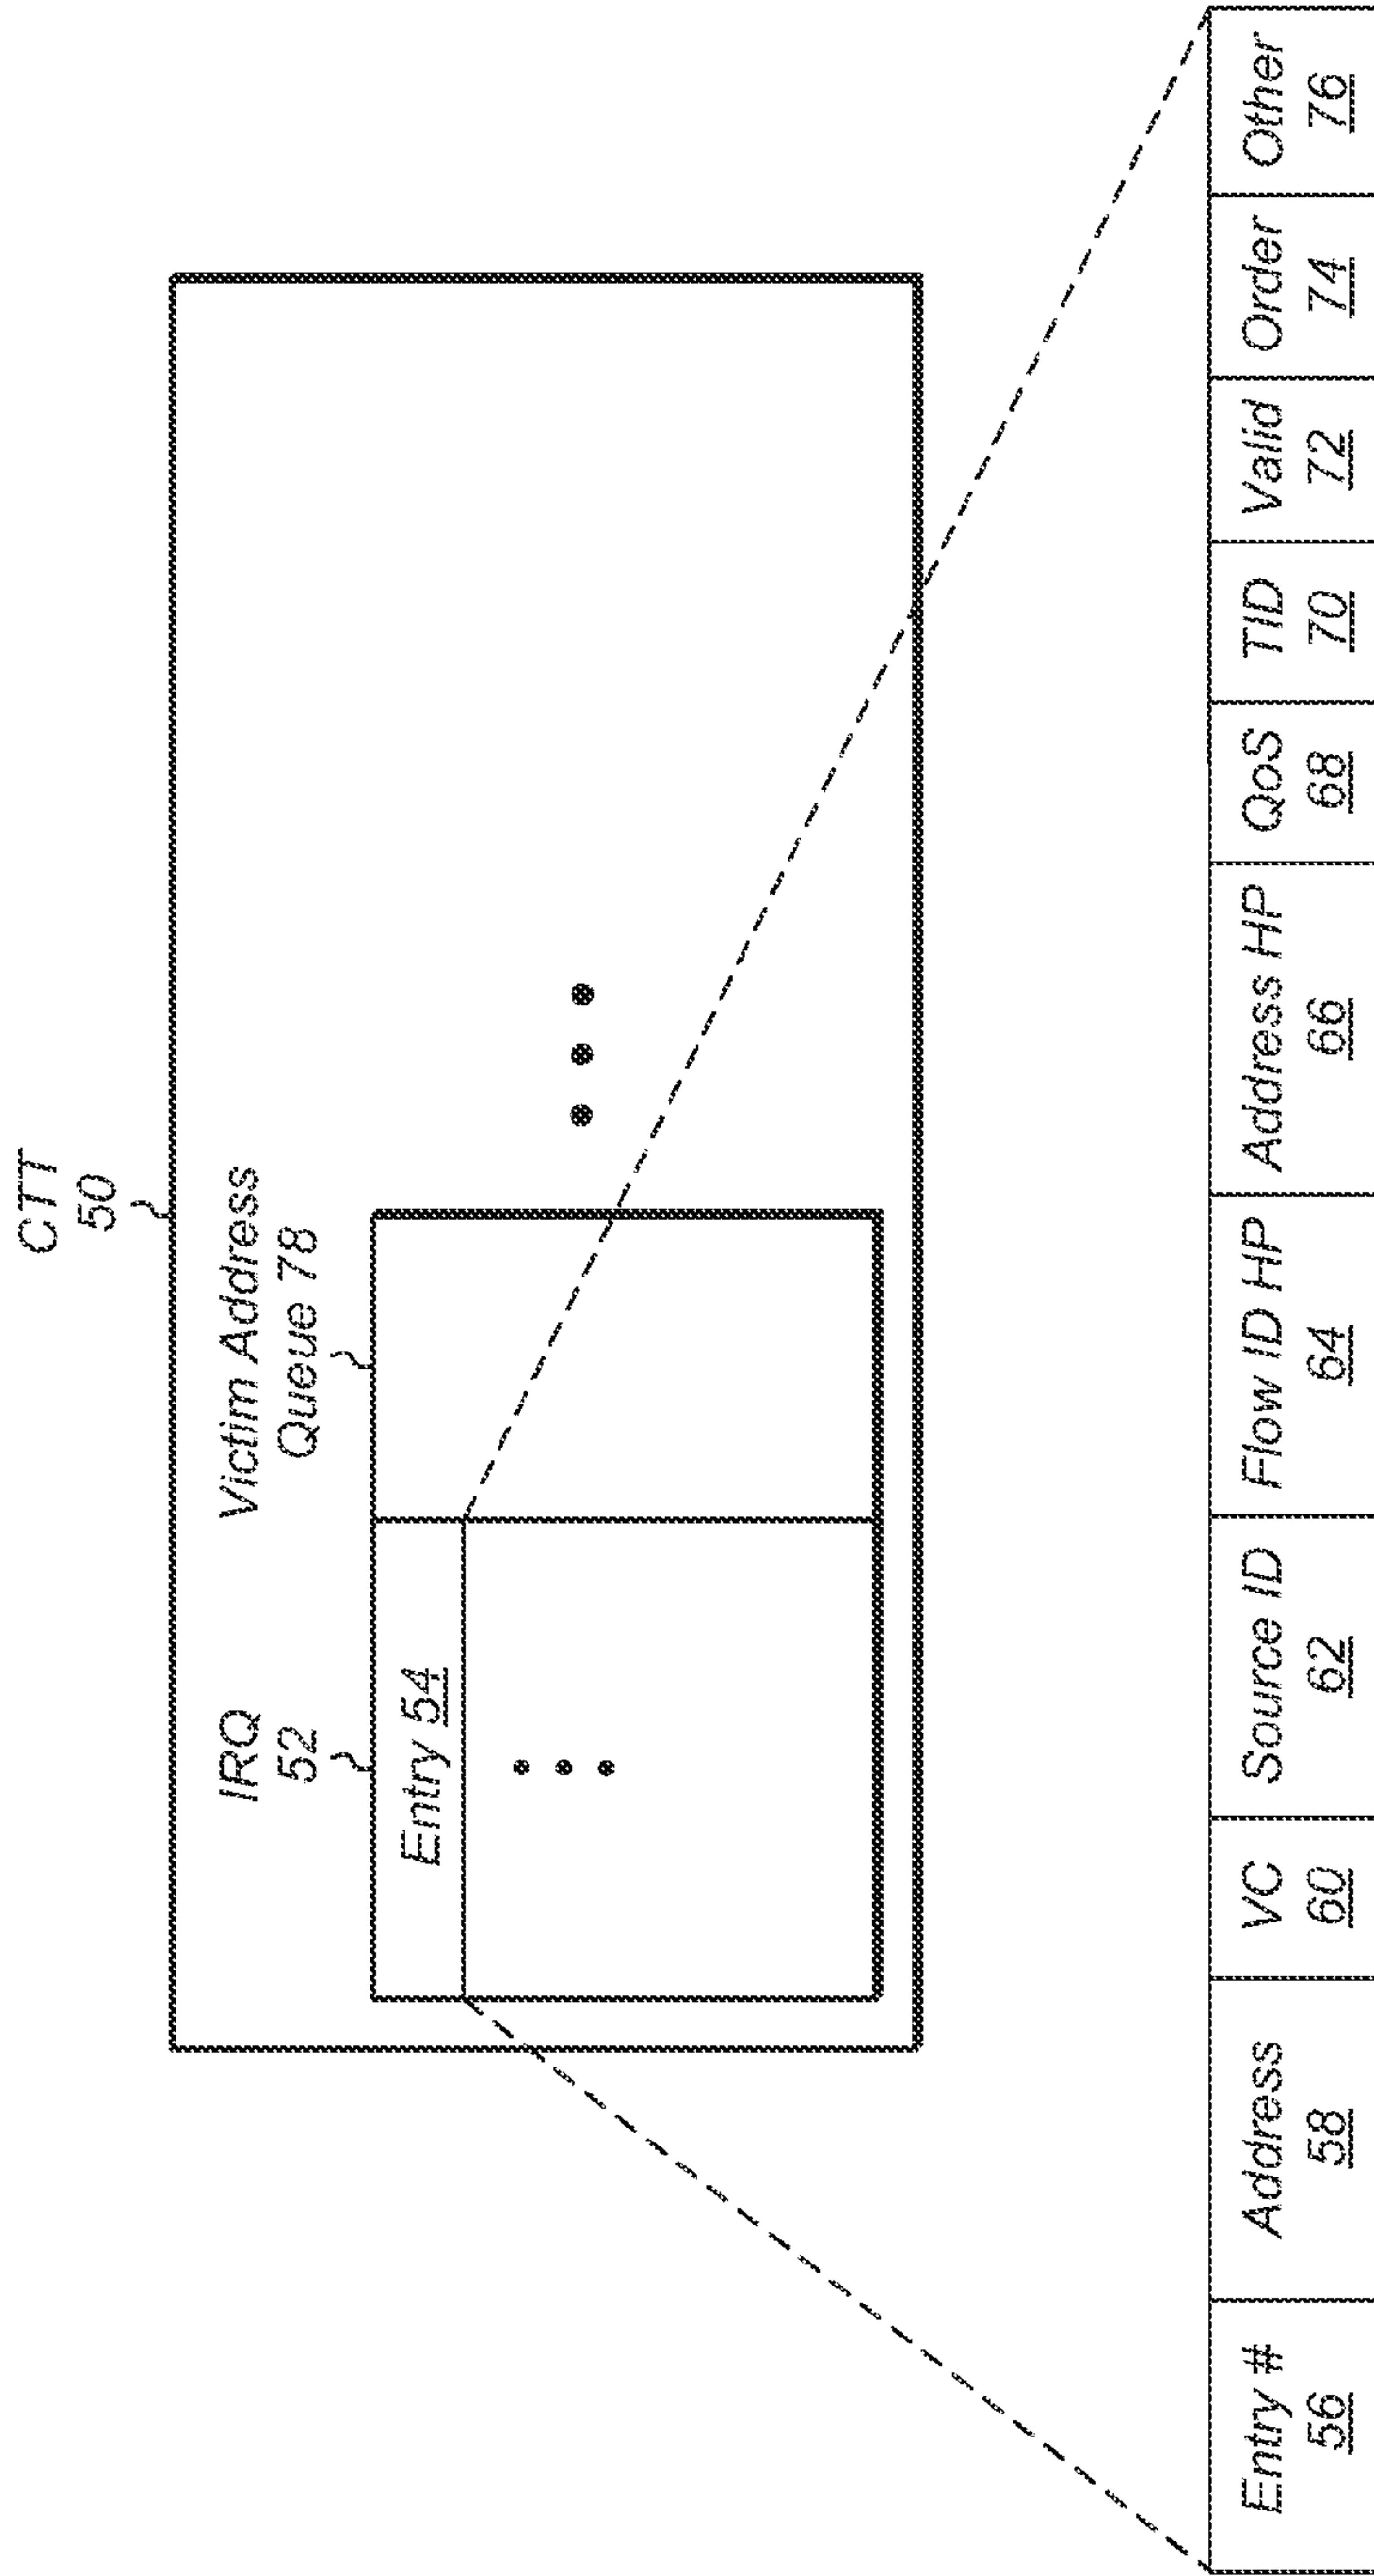 CTT
50
IRQ
52
Victim Address
Queue 78
Entry 54
Entry #
56
Address
58
VC
60
Source ID
62
Flow ID HP
64
Address HP
66
QoS
68
TID
70
Valid
72
Order
74
Other
76